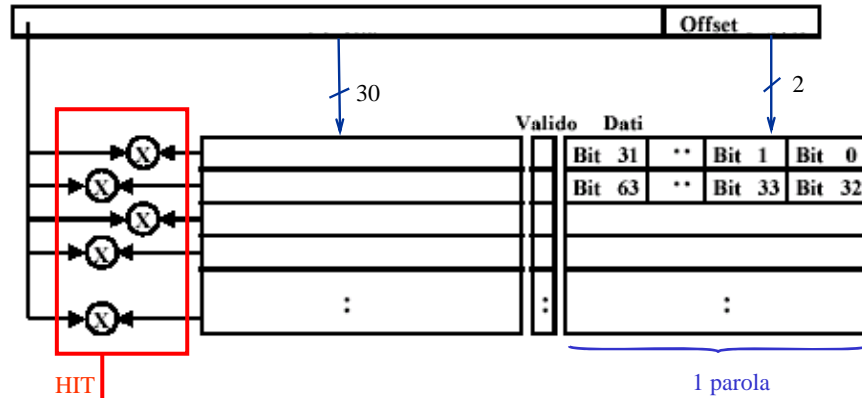 Offset
30
2
Valido Dati
X
Bit 31 ·· Bit 1 Bit 0
X
Bit 63 ·· Bit 33 Bit 32
X
X
X : : :
HIT
1 parola